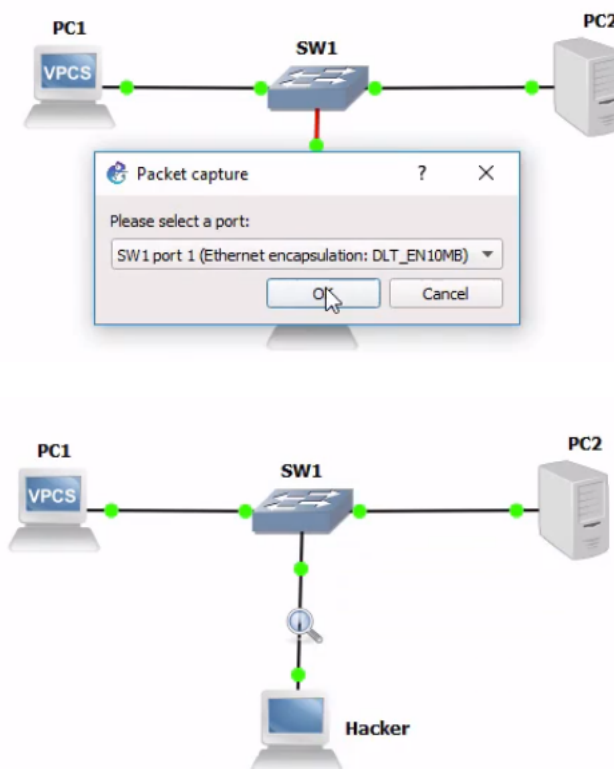 PC1
PC2
SW1
VPCS
Packet capture
?
Please select a port:
SW1 port 1 (Ethernet encapsulation: DLT_EN10MB)
OK
Cancel
PC1
PC2
SW1
VPCS
Hacker